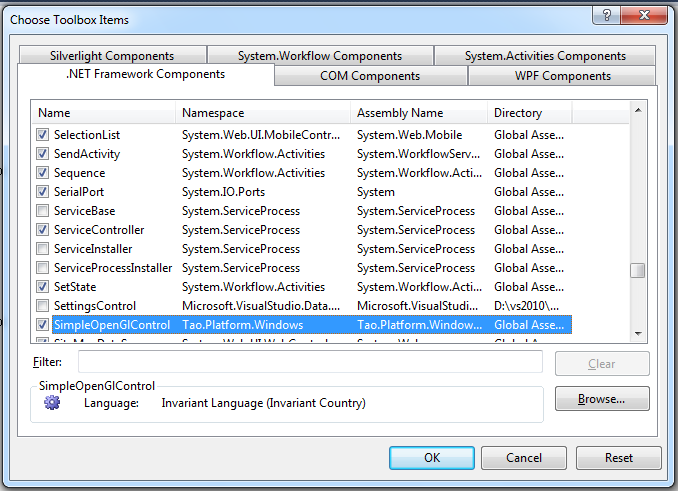 Choose Toolbox Items
Silverlight Components System.Workflow Components System.Activities Components
.NET Framework Components COM Components WPF Components
Name Namespace Assembly Name Directory
SelectionList System.Web.UI.MobileContr... System.Web.Mobile Global Asse...
SendActivity System.Workflow.Activities System.WorkflowServ... Global Asse...
Sequence System.Workflow.Activities System.Workflow.Acti... Global Asse...
SerialPort System.IO.Ports System Global Asse...
ServiceBase System.ServiceProcess System.ServiceProcess Global Asse...
ServiceController System.ServiceProcess System.ServiceProcess Global Asse...
ServiceInstaller System.ServiceProcess System.ServiceProcess Global Asse...
ServiceProcessInstaller System.ServiceProcess System.ServiceProcess Global Asse...
SetState System.Workflow.Activities System.Workflow.Acti... Global Asse...
SettingsControl Microsoft.VisualStudio.Data.... Microsoft.VisualStudi... D:\vs2010\...
SimpleOpenGlControl Tao.Platform.Windows Tao.Platform.Window... Global Asse...
Filter:
Clear
SimpleOpenGlControl
Language: Invariant Language (Invariant Country)
Browse...
OK Cancel Reset